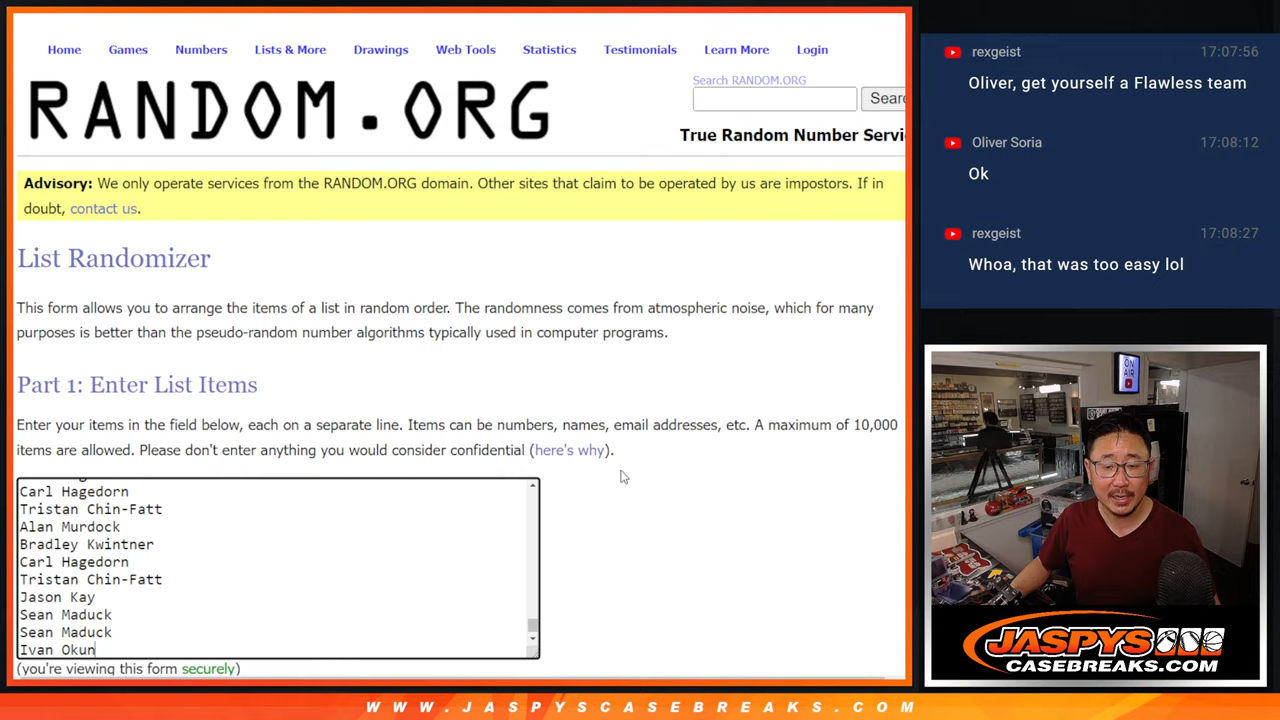 Home Games Numbers Lists & More Drawings Web Tools Statistics Testimonials Learn More Login
RANDOM.ORG
Search RANDOM.ORG
Searc
True Random Number Servi
Advisory: We only operate services from the RANDOM.ORG domain. Other sites that claim to be operated by us are impostors. If in
doubt, contact us.
List Randomizer
This form allows you to arrange the items of a list in random order. The randomness comes from atmospheric noise, which for many
purposes is better than the pseudo-random number algorithms typically used in computer programs.
Part 1: Enter List Items
Enter your items in the field below, each on a separate line. Items can be numbers, names, email addresses, etc. A maximum of 10,000
items are allowed. Please don't enter anything you would consider confidential (here's why).
Carl Hagedorn
Tristan Chin-Fatt
Alan Murdock
Bradley Kwintner
Carl Hagedorn
Tristan Chin-Fatt
Jason Kay
Sean Maduck
Sean Maduck
Ivan Okun
(you're viewing this form securely)
rexgeist 17:07:56
Oliver, get yourself a Flawless team
Oliver Soria 17:08:12
Ok
rexgeist 17:08:27
Whoa, that was too easy lol
ON
AIR
JASPYS
CASEBREAKS.COM
WWW.JASPYSCASEBREAKS.COM